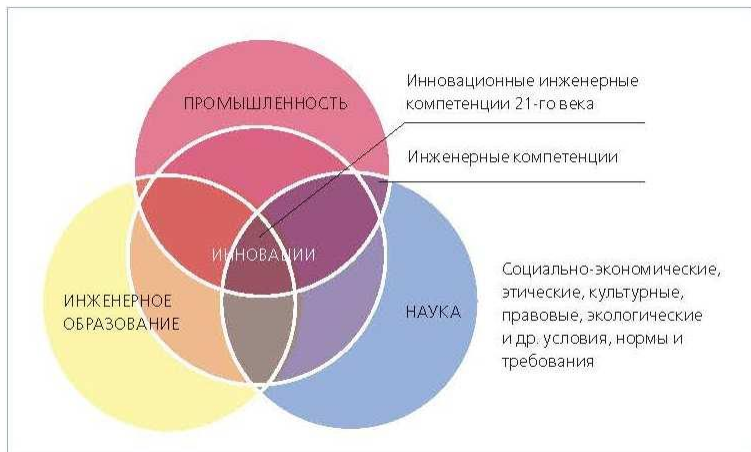 ПРОМЫШЛЕННОСТЬ
Инновационные инженерные
компетенции 21-го века
Инженерные компетенции
ИННОВАЦИИ
ИНЖЕНЕРНОЕ
ОБРАЗОВАНИЕ
НАУКА
Социально-экономические,
этические, культурные,
правовые, экологические
и др. условия, нормы и
требования